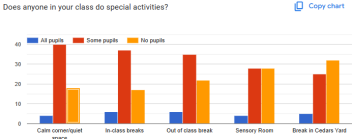 Does anyone in your class do special activities?
Copy chart
All pupils
Some pupils
No pupils
40
30
20
10
0
Calm corner/quiet
space
In-class breaks
Out of class break
Sensory Room
Break in Cedars Yard